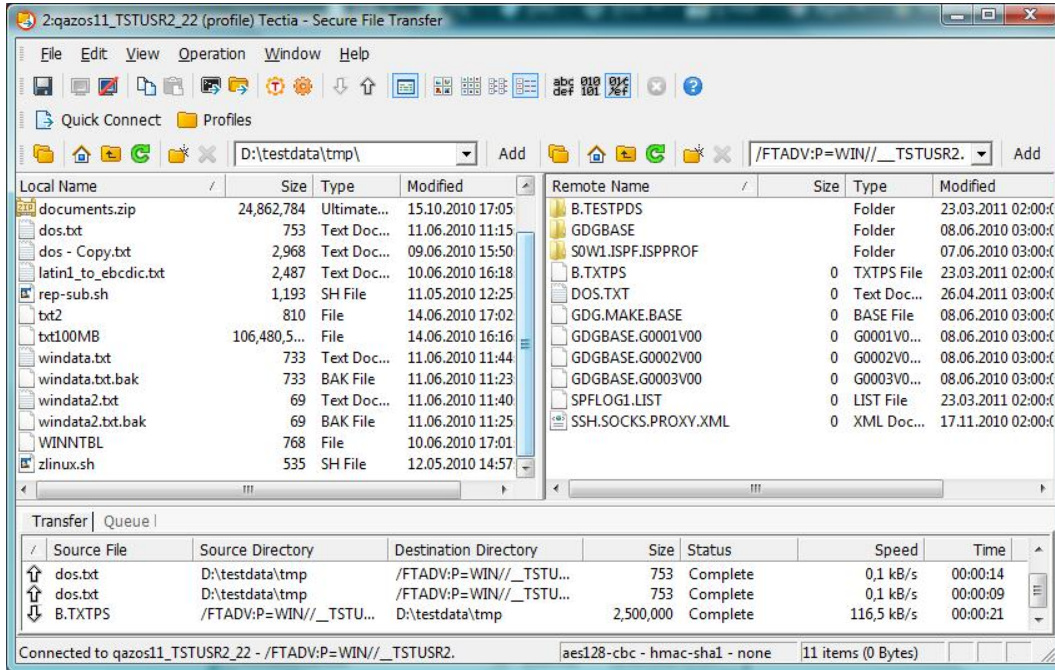 2:qazos11_TSTUSR2_22 (profile) Tectia - Secure File Transfer
File Edit View Operation Window Help
abc def 010 101
Quick Connect Profiles
D:\testdata\tmp\ Add /FTADV:P=WIN//__TSTUSR2. Add
Local Name / Size Type Modified Remote Name / Size Type Modified
documents.zip 24,862,784 Ultimate... 15.10.2010 17:05 B.TESTPDS Folder 23.03.2011 02:00:0
dos.txt 753 Text Doc... 11.06.2010 11:15 GDGBASE Folder 08.06.2010 03:00:0
dos - Copy.txt 2,968 Text Doc... 09.06.2010 15:50 S0W1.ISPF.ISPPROF Folder 07.06.2010 03:00:0
latin1_to_ebcdic.txt 2,487 Text Doc... 10.06.2010 16:18 B.TXTPS 0 TXTPS File 23.03.2011 02:00:0
rep-sub.sh 1,193 SH File 11.05.2010 12:25 DOS.TXT 0 Text Doc... 26.04.2011 03:00:0
txt2 810 File 14.06.2010 17:02 GDG.MAKE.BASE 0 BASE File 08.06.2010 03:00:0
txt100MB 106,480,5... File 14.06.2010 16:16 GDGBASE.G0001V00 0 G0001V0... 08.06.2010 03:00:0
windata.txt 733 Text Doc... 11.06.2010 11:44 GDGBASE.G0002V00 0 G0002V0... 08.06.2010 03:00:0
windata.txt.bak 733 BAK File 11.06.2010 11:23 GDGBASE.G0003V00 0 G0003V0... 08.06.2010 03:00:0
windata2.txt 69 Text Doc... 11.06.2010 11:40 SPFLOG1.LIST 0 LIST File 23.03.2011 02:00:0
windata2.txt.bak 69 BAK File 11.06.2010 11:25 SSH.SOCKS.PROXY.XML 0 XML Doc... 17.11.2010 02:00:0
WINNTBL 768 File 10.06.2010 17:01
zlinux.sh 535 SH File 12.05.2010 14:57
Transfer Queue
/ Source File Source Directory Destination Directory Size Status Speed Time
dos.txt D:\testdata\tmp /FTADV:P=WIN//__TSTU... 753 Complete 0,1 kB/s 00:00:14
dos.txt D:\testdata\tmp /FTADV:P=WIN//__TSTU... 753 Complete 0,1 kB/s 00:00:09
B.TXTPS /FTADV:P=WIN//__TSTU... D:\testdata\tmp 2,500,000 Complete 116,5 kB/s 00:00:21
Connected to qazos11_TSTUSR2_22 - /FTADV:P=WIN//__TSTUSR2. aes128-cbc - hmac-sha1 - none 11 items (0 Bytes)